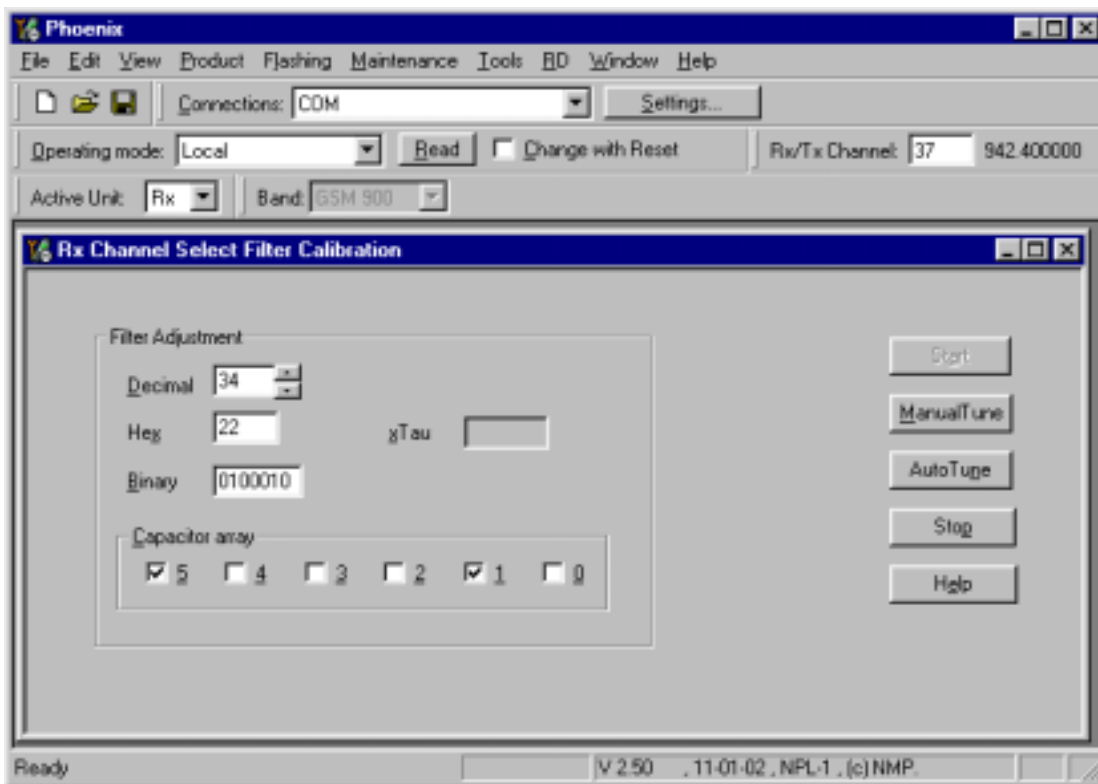 Phoenix
File Edit View Product Flashing Maintenance Tools RD Window Help
Connections: COM Settings...
Operating mode: Local Read Change with Reset Rx/Tx Channel: 37 942.400000
Active Unit: Rx Band: GSM 900
Rx Channel Select Filter Calibration
Filter Adjustment
Start
Decimal 34
ManualTune
Hex 22 xTau
AutoTune
Binary 0100010
Stop
Capacitor array
5 4 3 2 1 0
Help
Ready V 2.50 , 11-01-02 , NPL-1 , (c) NMP.